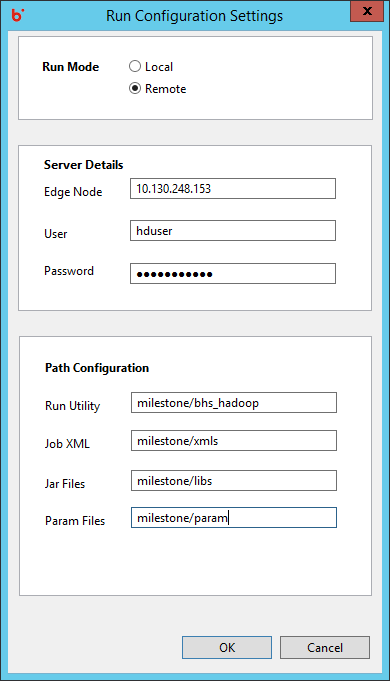 Run Configuration Settings
Run Mode
Local
Remote
Server Details
Edge Node 10.130.248.153
User hduser
Password ●●●●●●●●●●●
Path Configuration
Run Utility milestone/bhs_hadoop
Job XML milestone/xmls
Jar Files milestone/libs
Param Files milestone/param
OK Cancel